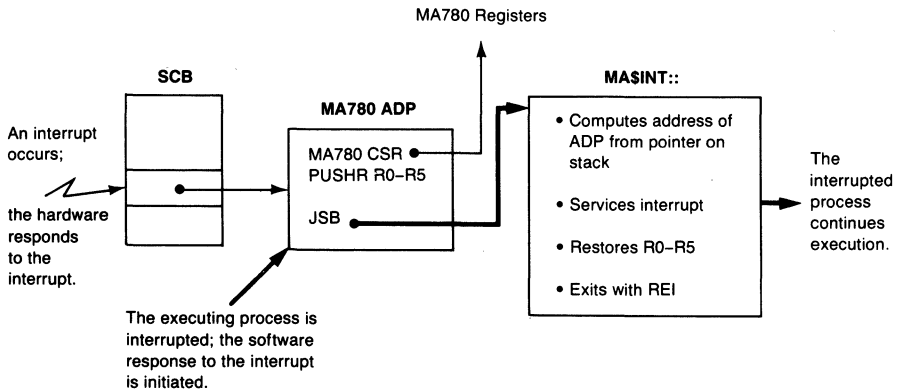 MA780 Registers
SCB
MA780 ADP
MA$INT::
An interrupt
occurs;
the hardware
responds
to the
interrupt.
MA780 CSR
PUSHR R0–R5
JSB
The executing process is
interrupted; the software
response to the interrupt
is initiated.
• Computes address of
ADP from pointer on
stack
• Services interrupt
• Restores R0–R5
• Exits with REI
The
interrupted
process
continues
execution.